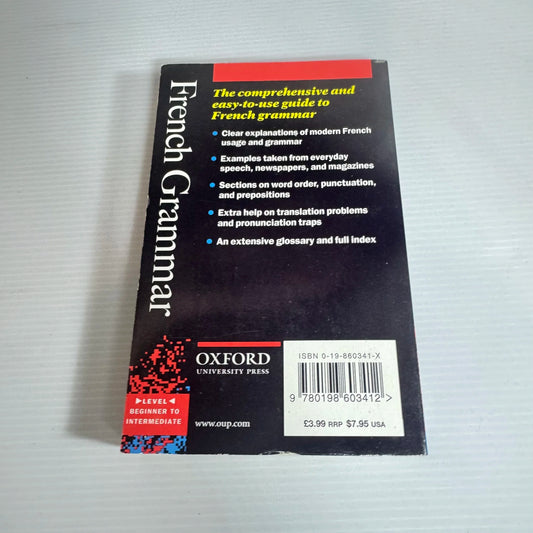 French Grammar
The comprehensive and
easy-to-use guide to
French grammar
• Clear explanations of modern French
usage and grammar
• Examples taken from everyday
speech, newspapers, and magazines
• Sections on word order, punctuation,
and prepositions
• Extra help on translation problems
and pronunciation traps
• An extensive glossary and full index
OXFORD
UNIVERSITY PRESS
www.oup.com
ISBN 0-19-860341-X
9 780198 603412 >
£3.99 RRP $7.95 USA
▶LEVEL◀
BEGINNER TO
INTERMEDIATE